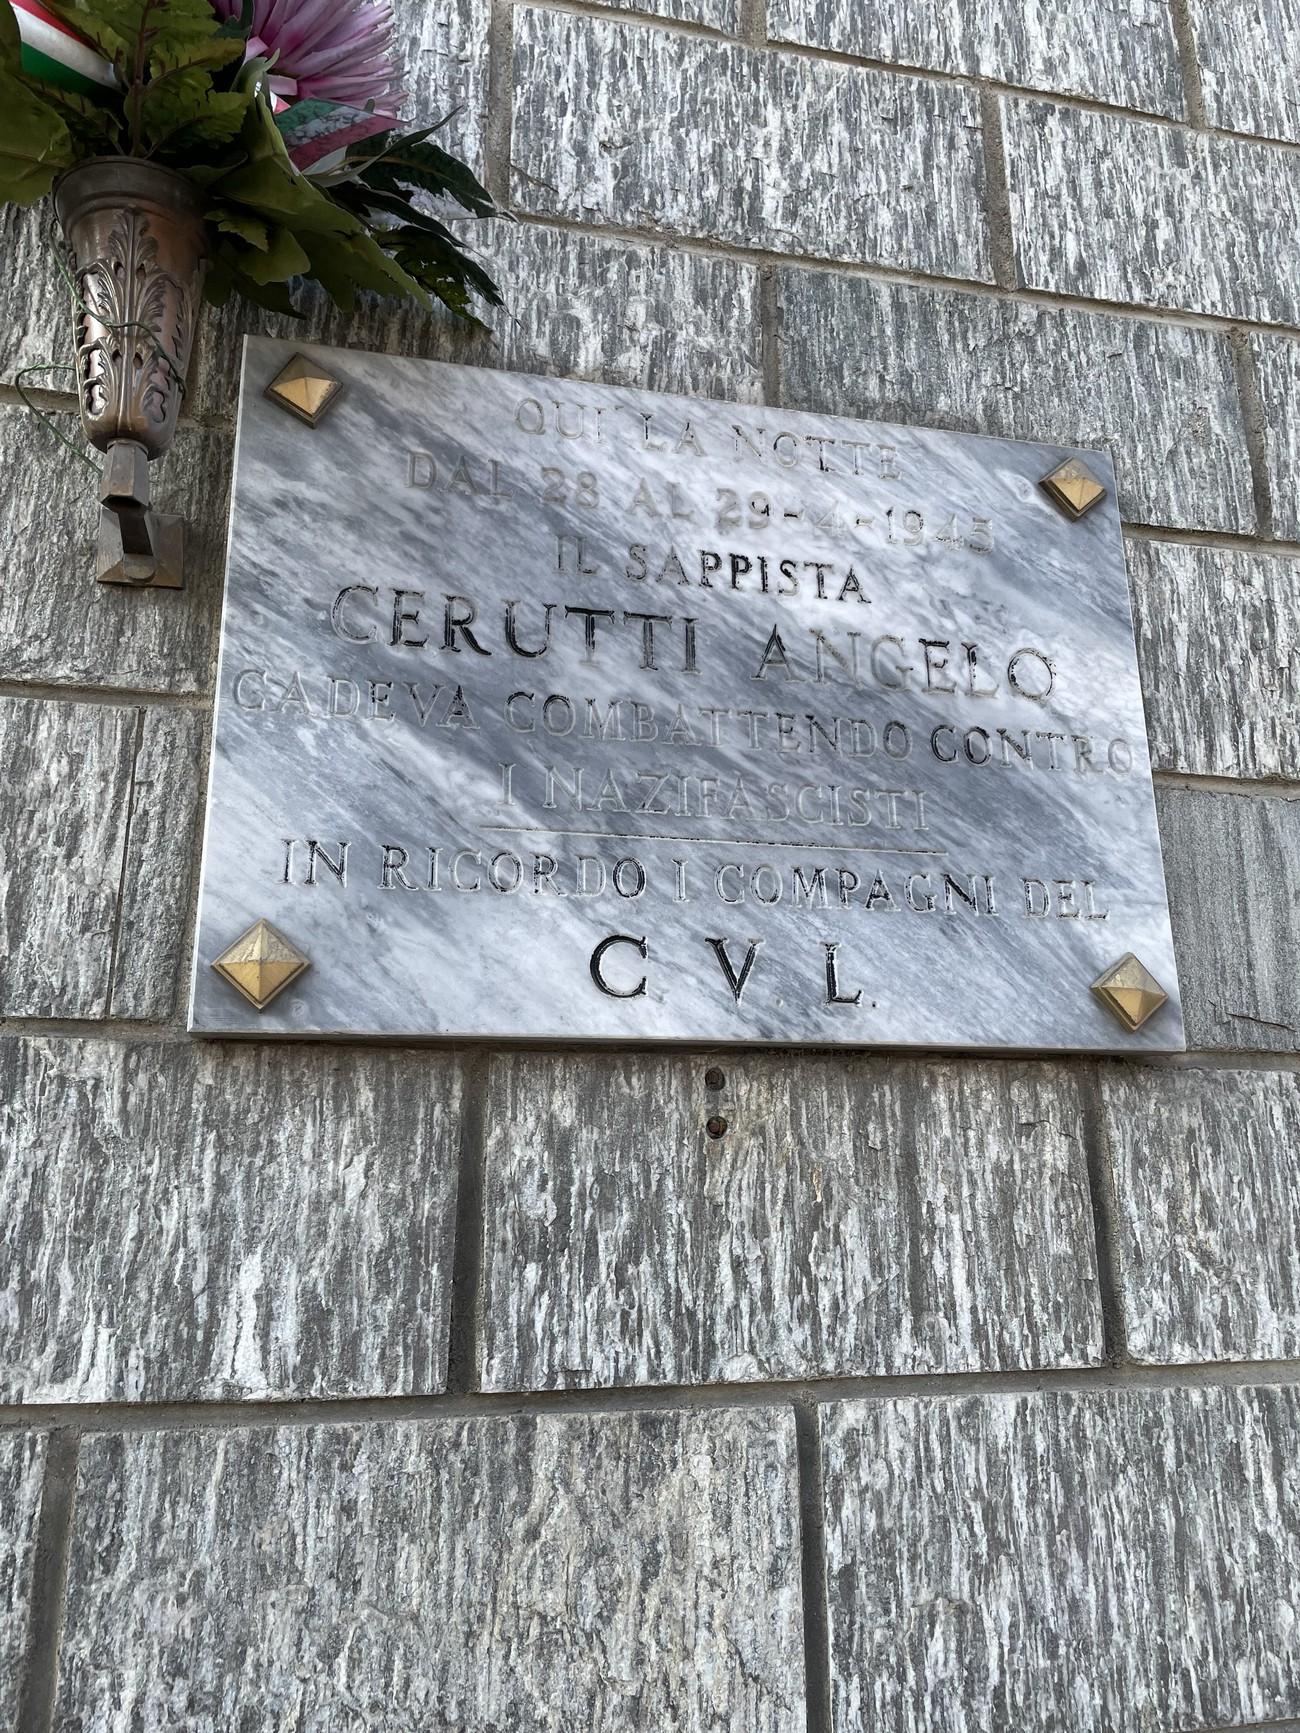 QUI LA NOTTE
DAL 28 AL 29-4-1945
IL SAPPISTA
CERUTTI ANGELO
CADEVA COMBATTENDO CONTRO
I NAZIFASCISTI
IN RICORDO I COMPAGNI DEL
C. V. L.